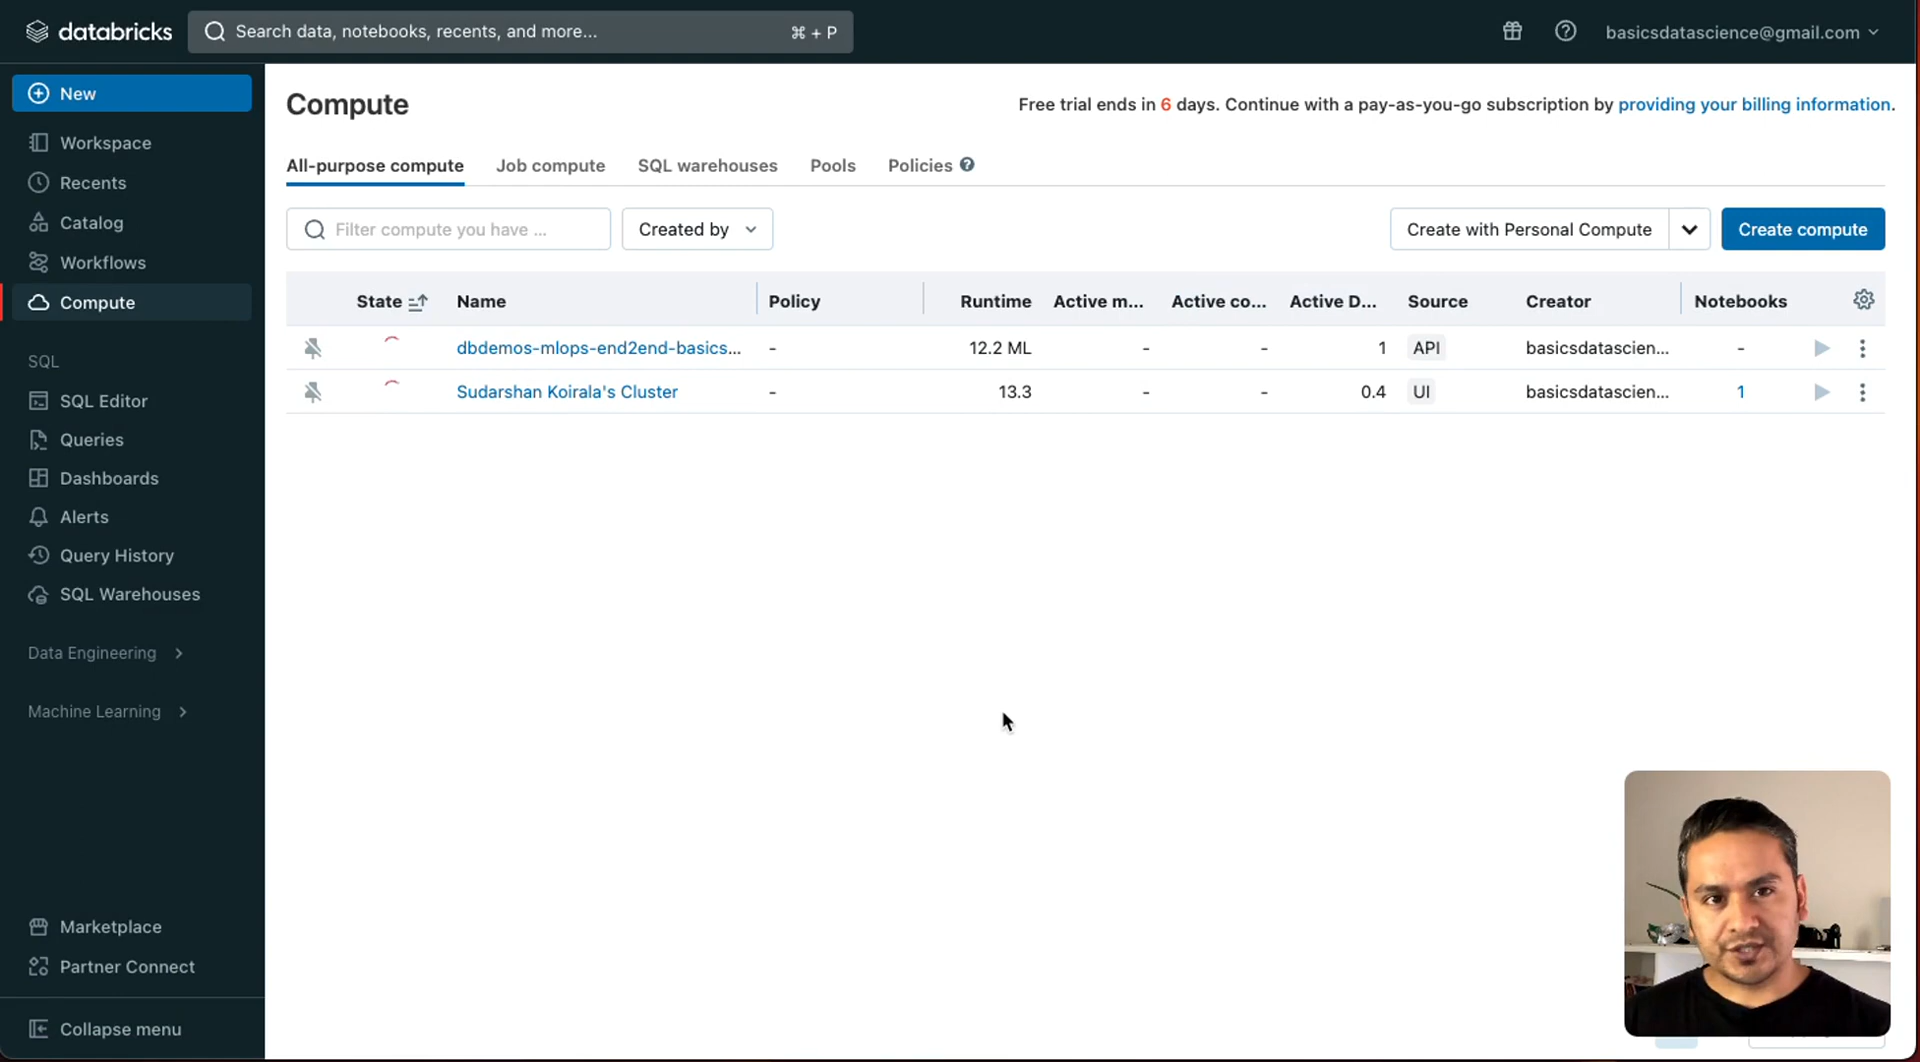 databricks
Search data, notebooks, recents, and more... ⌘ + P
basicsdatascience@gmail.com
New
Workspace
Recents
Catalog
Workflows
Compute
SQL
SQL Editor
Queries
Dashboards
Alerts
Query History
SQL Warehouses
Data Engineering
Machine Learning
Marketplace
Partner Connect
Collapse menu
Compute
Free trial ends in 6 days. Continue with a pay-as-you-go subscription by providing your billing information.
All-purpose compute Job compute SQL warehouses Pools Policies ?
Filter compute you have ... Created by Create with Personal Compute Create compute
State Name Policy Runtime Active m... Active co... Active D... Source Creator Notebooks
dbdemos-mlops-end2end-basics... - 12.2 ML - - 1 API basicsdatascien... -
Sudarshan Koirala's Cluster - 13.3 - - 0.4 UI basicsdatascien... 1